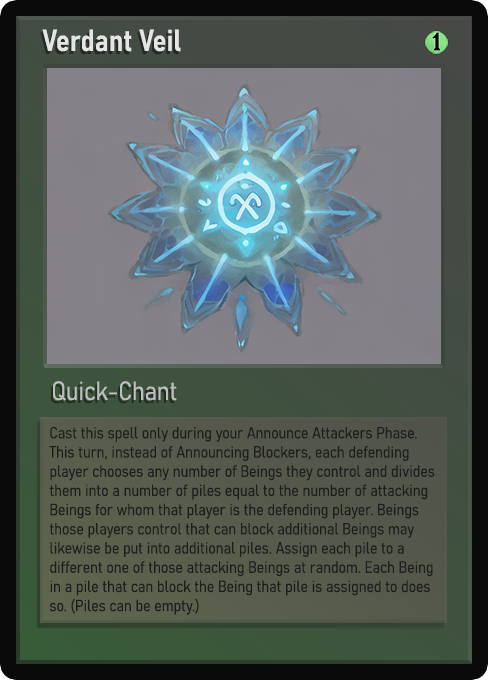 Verdant Veil
1
Quick-Chant
Cast this spell only during your Announce Attackers Phase.
This turn, instead of Announcing Blockers, each defending
player chooses any number of Beings they control and divides
them into a number of piles equal to the number of attacking
Beings for whom that player is the defending player. Beings
those players control that can block additional Beings may
likewise be put into additional piles. Assign each pile to a
different one of those attacking Beings at random. Each Being
in a pile that can block the Being that pile is assigned to does
so. (Piles can be empty.)